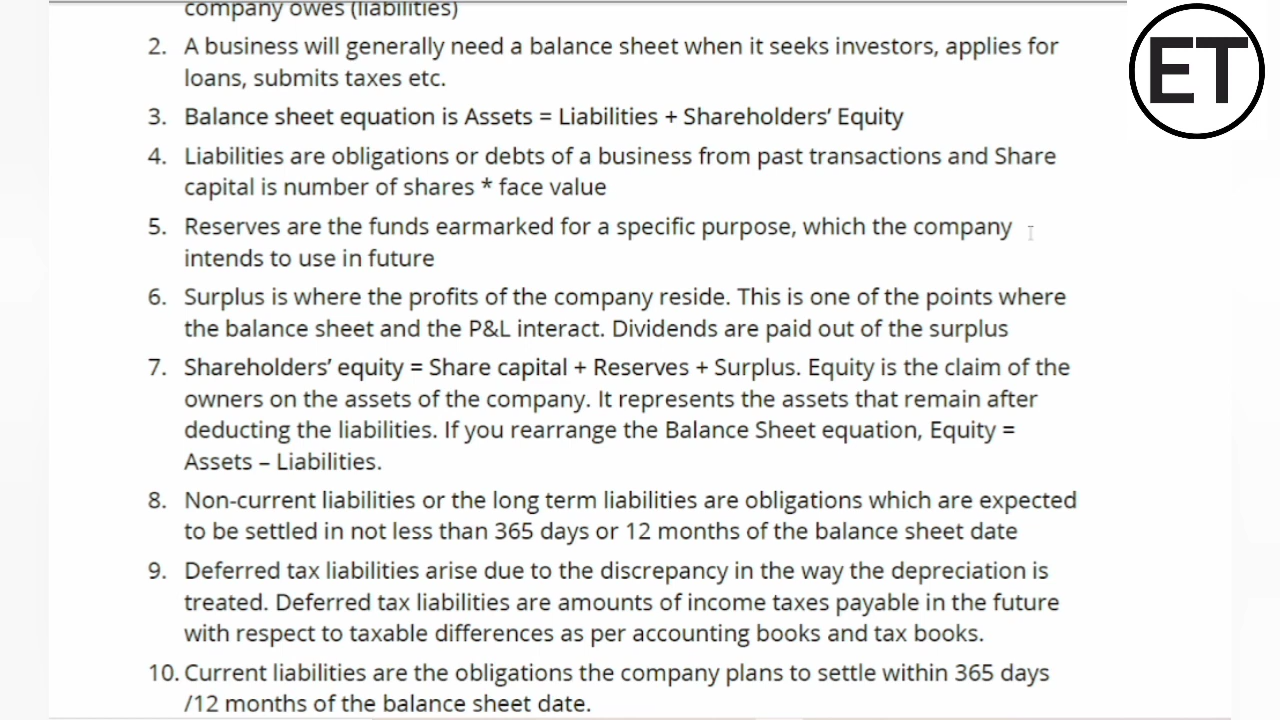 company owes (liabilities)
ET
2. A business will generally need a balance sheet when it seeks investors, applies for
loans, submits taxes etc.
3. Balance sheet equation is Assets = Liabilities + Shareholders’ Equity
4. Liabilities are obligations or debts of a business from past transactions and Share
capital is number of shares * face value
5. Reserves are the funds earmarked for a specific purpose, which the company
intends to use in future
6. Surplus is where the profits of the company reside. This is one of the points where
the balance sheet and the P&L interact. Dividends are paid out of the surplus
7. Shareholders’ equity = Share capital + Reserves + Surplus. Equity is the claim of the
owners on the assets of the company. It represents the assets that remain after
deducting the liabilities. If you rearrange the Balance Sheet equation, Equity =
Assets – Liabilities.
8. Non-current liabilities or the long term liabilities are obligations which are expected
to be settled in not less than 365 days or 12 months of the balance sheet date
9. Deferred tax liabilities arise due to the discrepancy in the way the depreciation is
treated. Deferred tax liabilities are amounts of income taxes payable in the future
with respect to taxable differences as per accounting books and tax books.
10. Current liabilities are the obligations the company plans to settle within 365 days
/12 months of the balance sheet date.